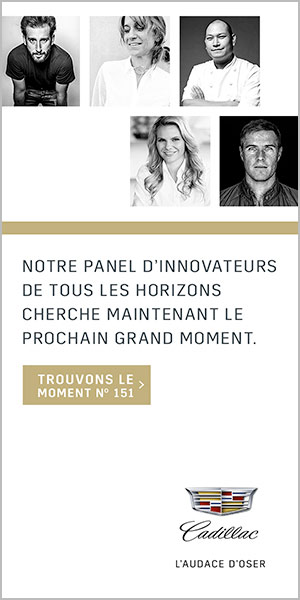 NOTRE PANEL D'INNOVATEURS
DE TOUS LES HORIZONS
CHERCHE MAINTENANT LE
PROCHAIN GRAND MOMENT.
TROUVONS LE
MOMENT Nº 151 >
Cadillac
L'AUDACE D'OSER